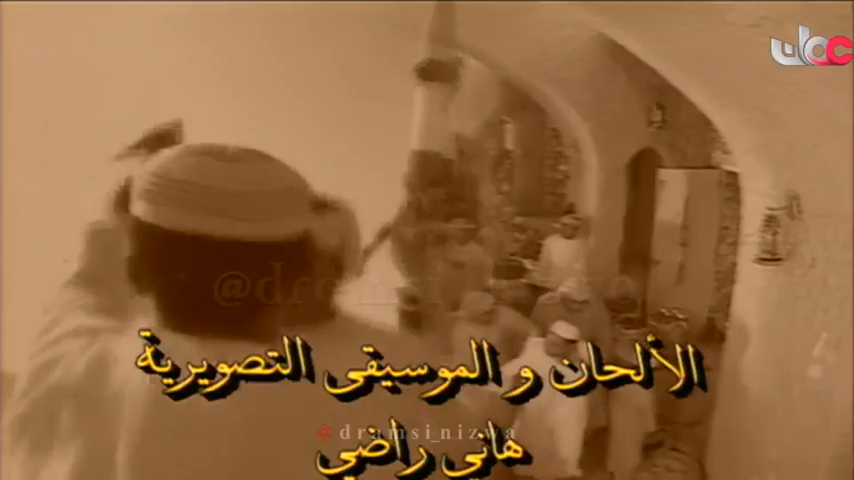 الألحان و الموسيقى التصويرية
@dramsi_nizwa
هاني راضي